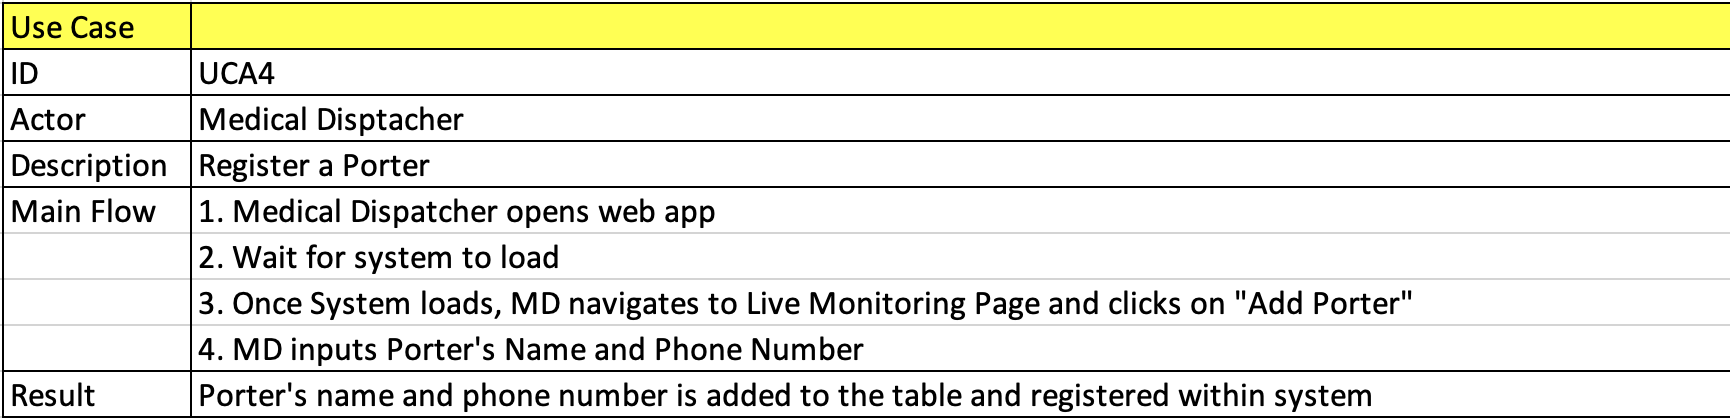 Use Case
ID UCA4
Actor Medical Disptacher
Description Register a Porter
Main Flow 1. Medical Dispatcher opens web app
2. Wait for system to load
3. Once System loads, MD navigates to Live Monitoring Page and clicks on "Add Porter"
4. MD inputs Porter's Name and Phone Number
Result Porter's name and phone number is added to the table and registered within system